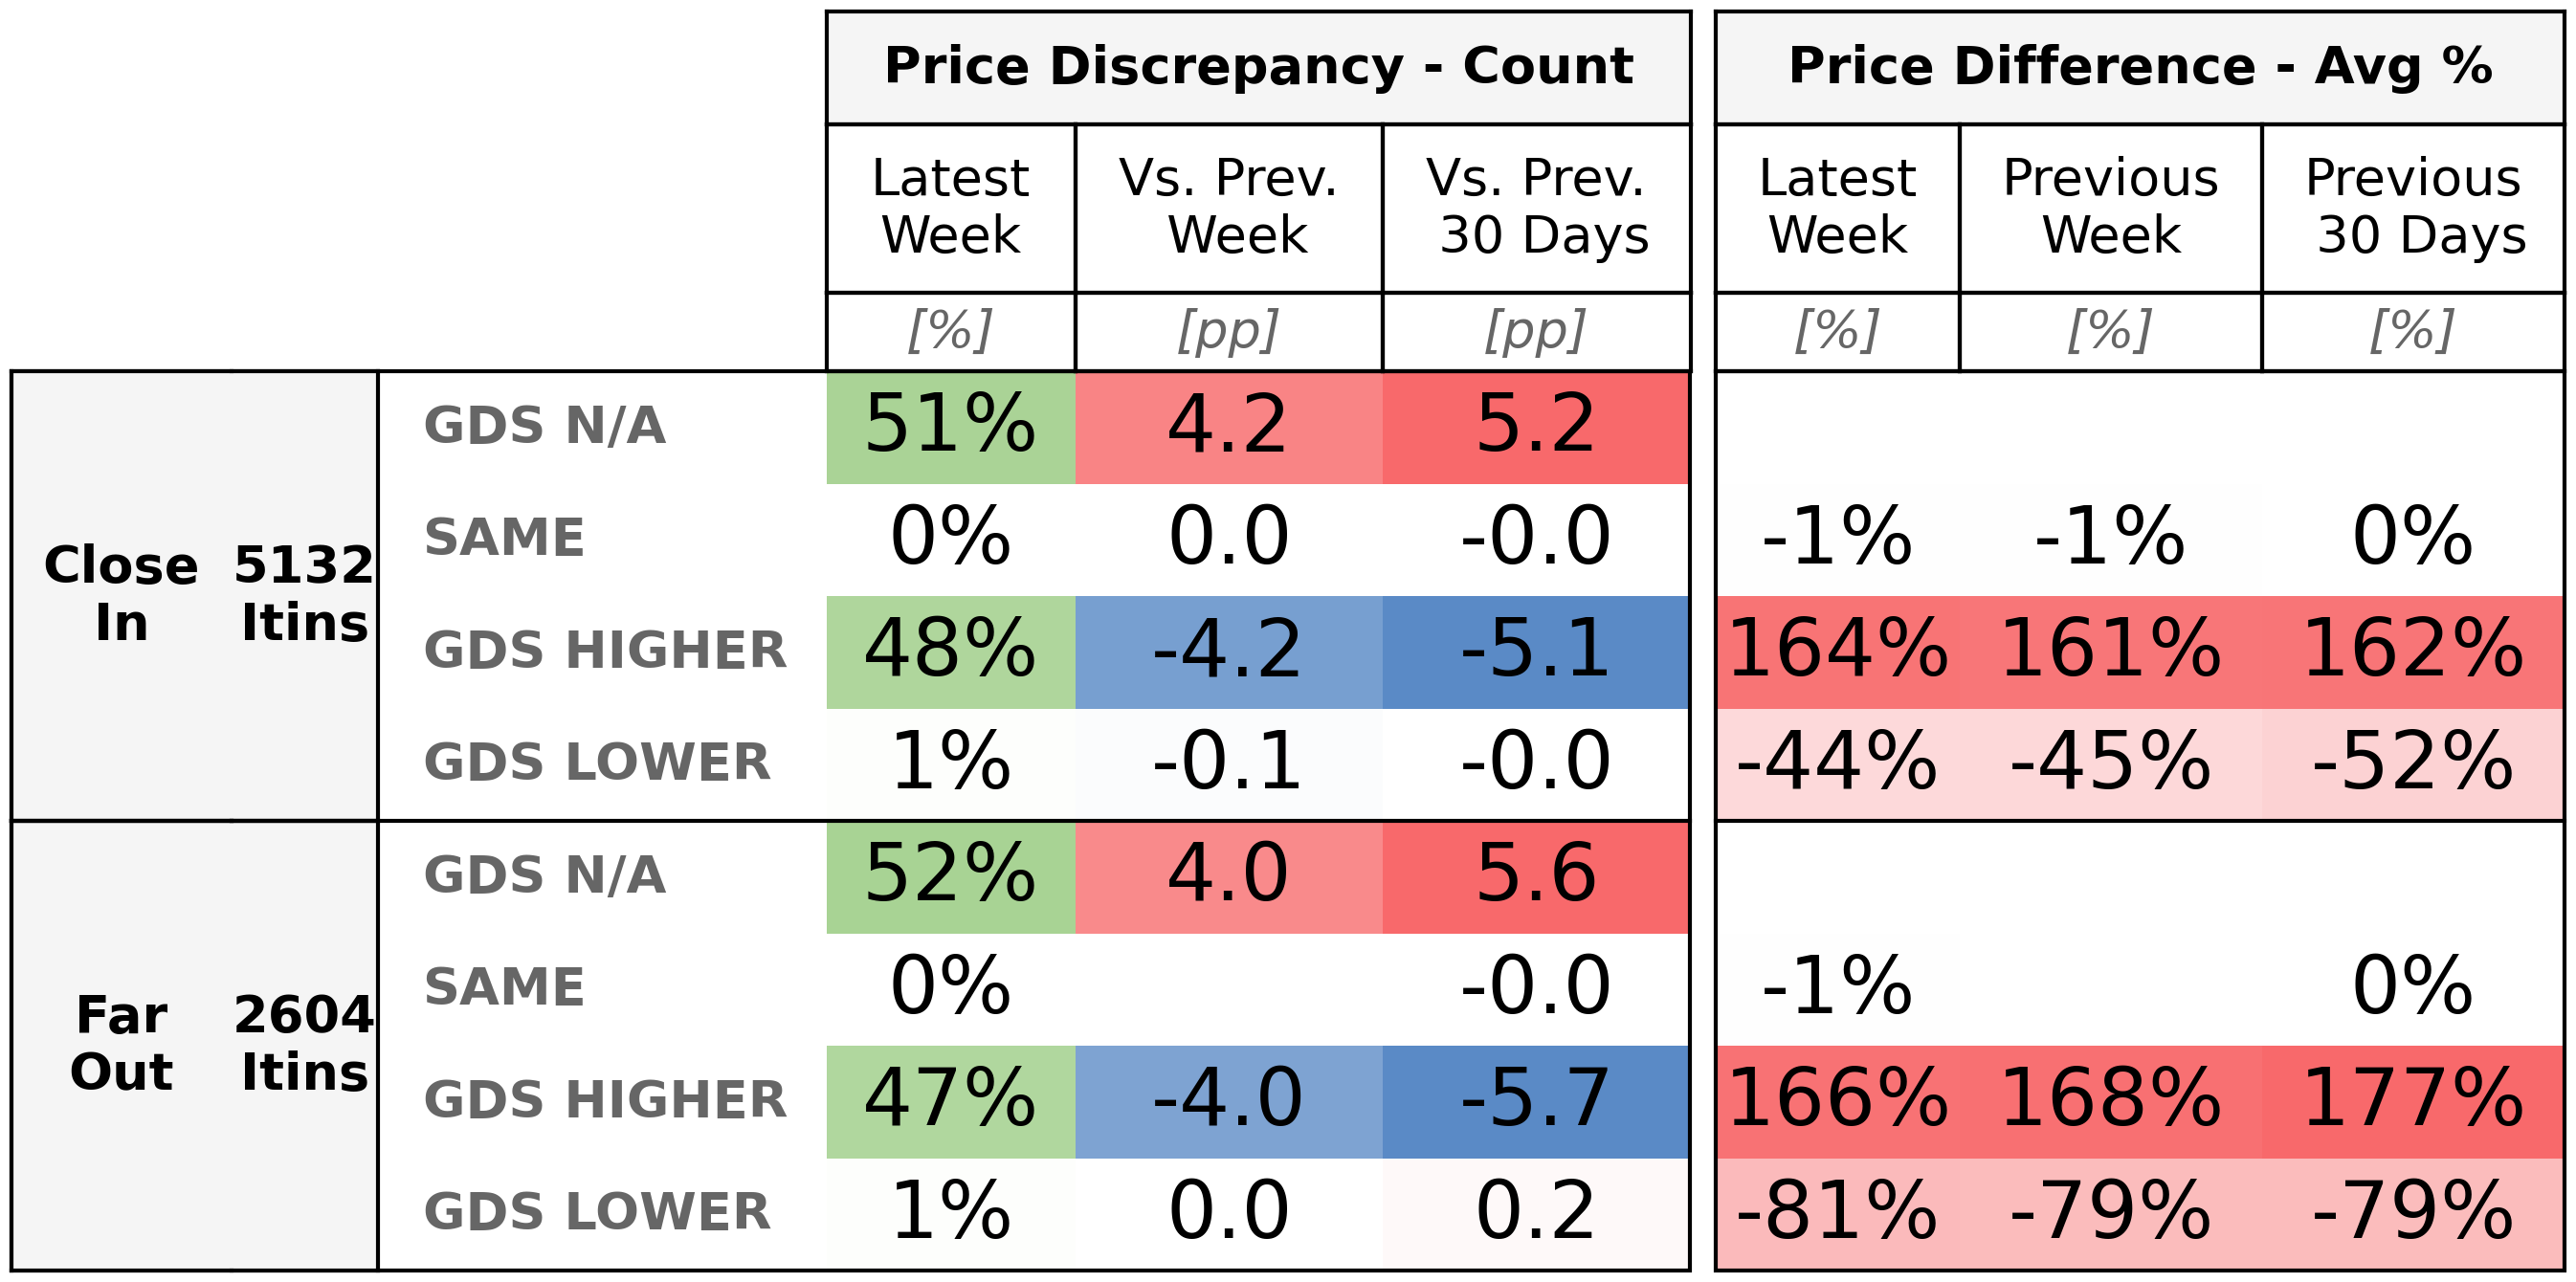 Price Discrepancy - Count Price Difference - Avg %
Latest Week Vs. Prev. Week Vs. Prev. 30 Days Latest Week Previous Week Previous 30 Days
[%] [pp] [pp] [%] [%] [%]
Close In 5132 Itins
GDS N/A 51% 4.2 5.2
SAME 0% 0.0 -0.0 -1% -1% 0%
GDS HIGHER 48% -4.2 -5.1 164% 161% 162%
GDS LOWER 1% -0.1 -0.0 -44% -45% -52%
Far Out 2604 Itins
GDS N/A 52% 4.0 5.6
SAME 0% -0.0 -1% 0%
GDS HIGHER 47% -4.0 -5.7 166% 168% 177%
GDS LOWER 1% 0.0 0.2 -81% -79% -79%